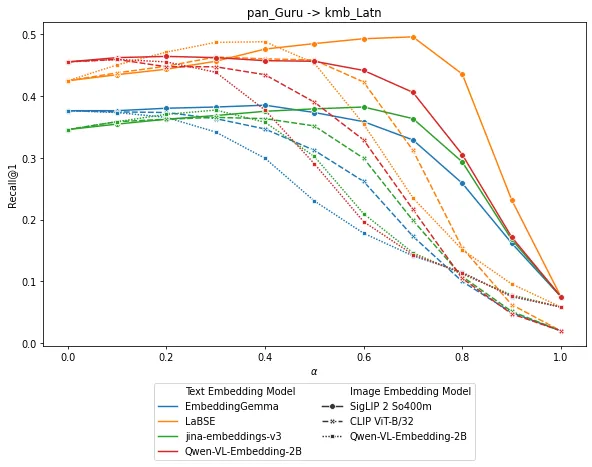 pan_Guru -> kmb_Latn
0.5
0.4
0.3
0.2
0.1
0.0
Recall@1
0.0 0.2 0.4 0.6 0.8 1.0
α
Text Embedding Model
EmbeddingGemma
LaBSE
jina-embeddings-v3
Qwen-VL-Embedding-2B
Image Embedding Model
SigLIP 2 So400m
CLIP ViT-B/32
Qwen-VL-Embedding-2B